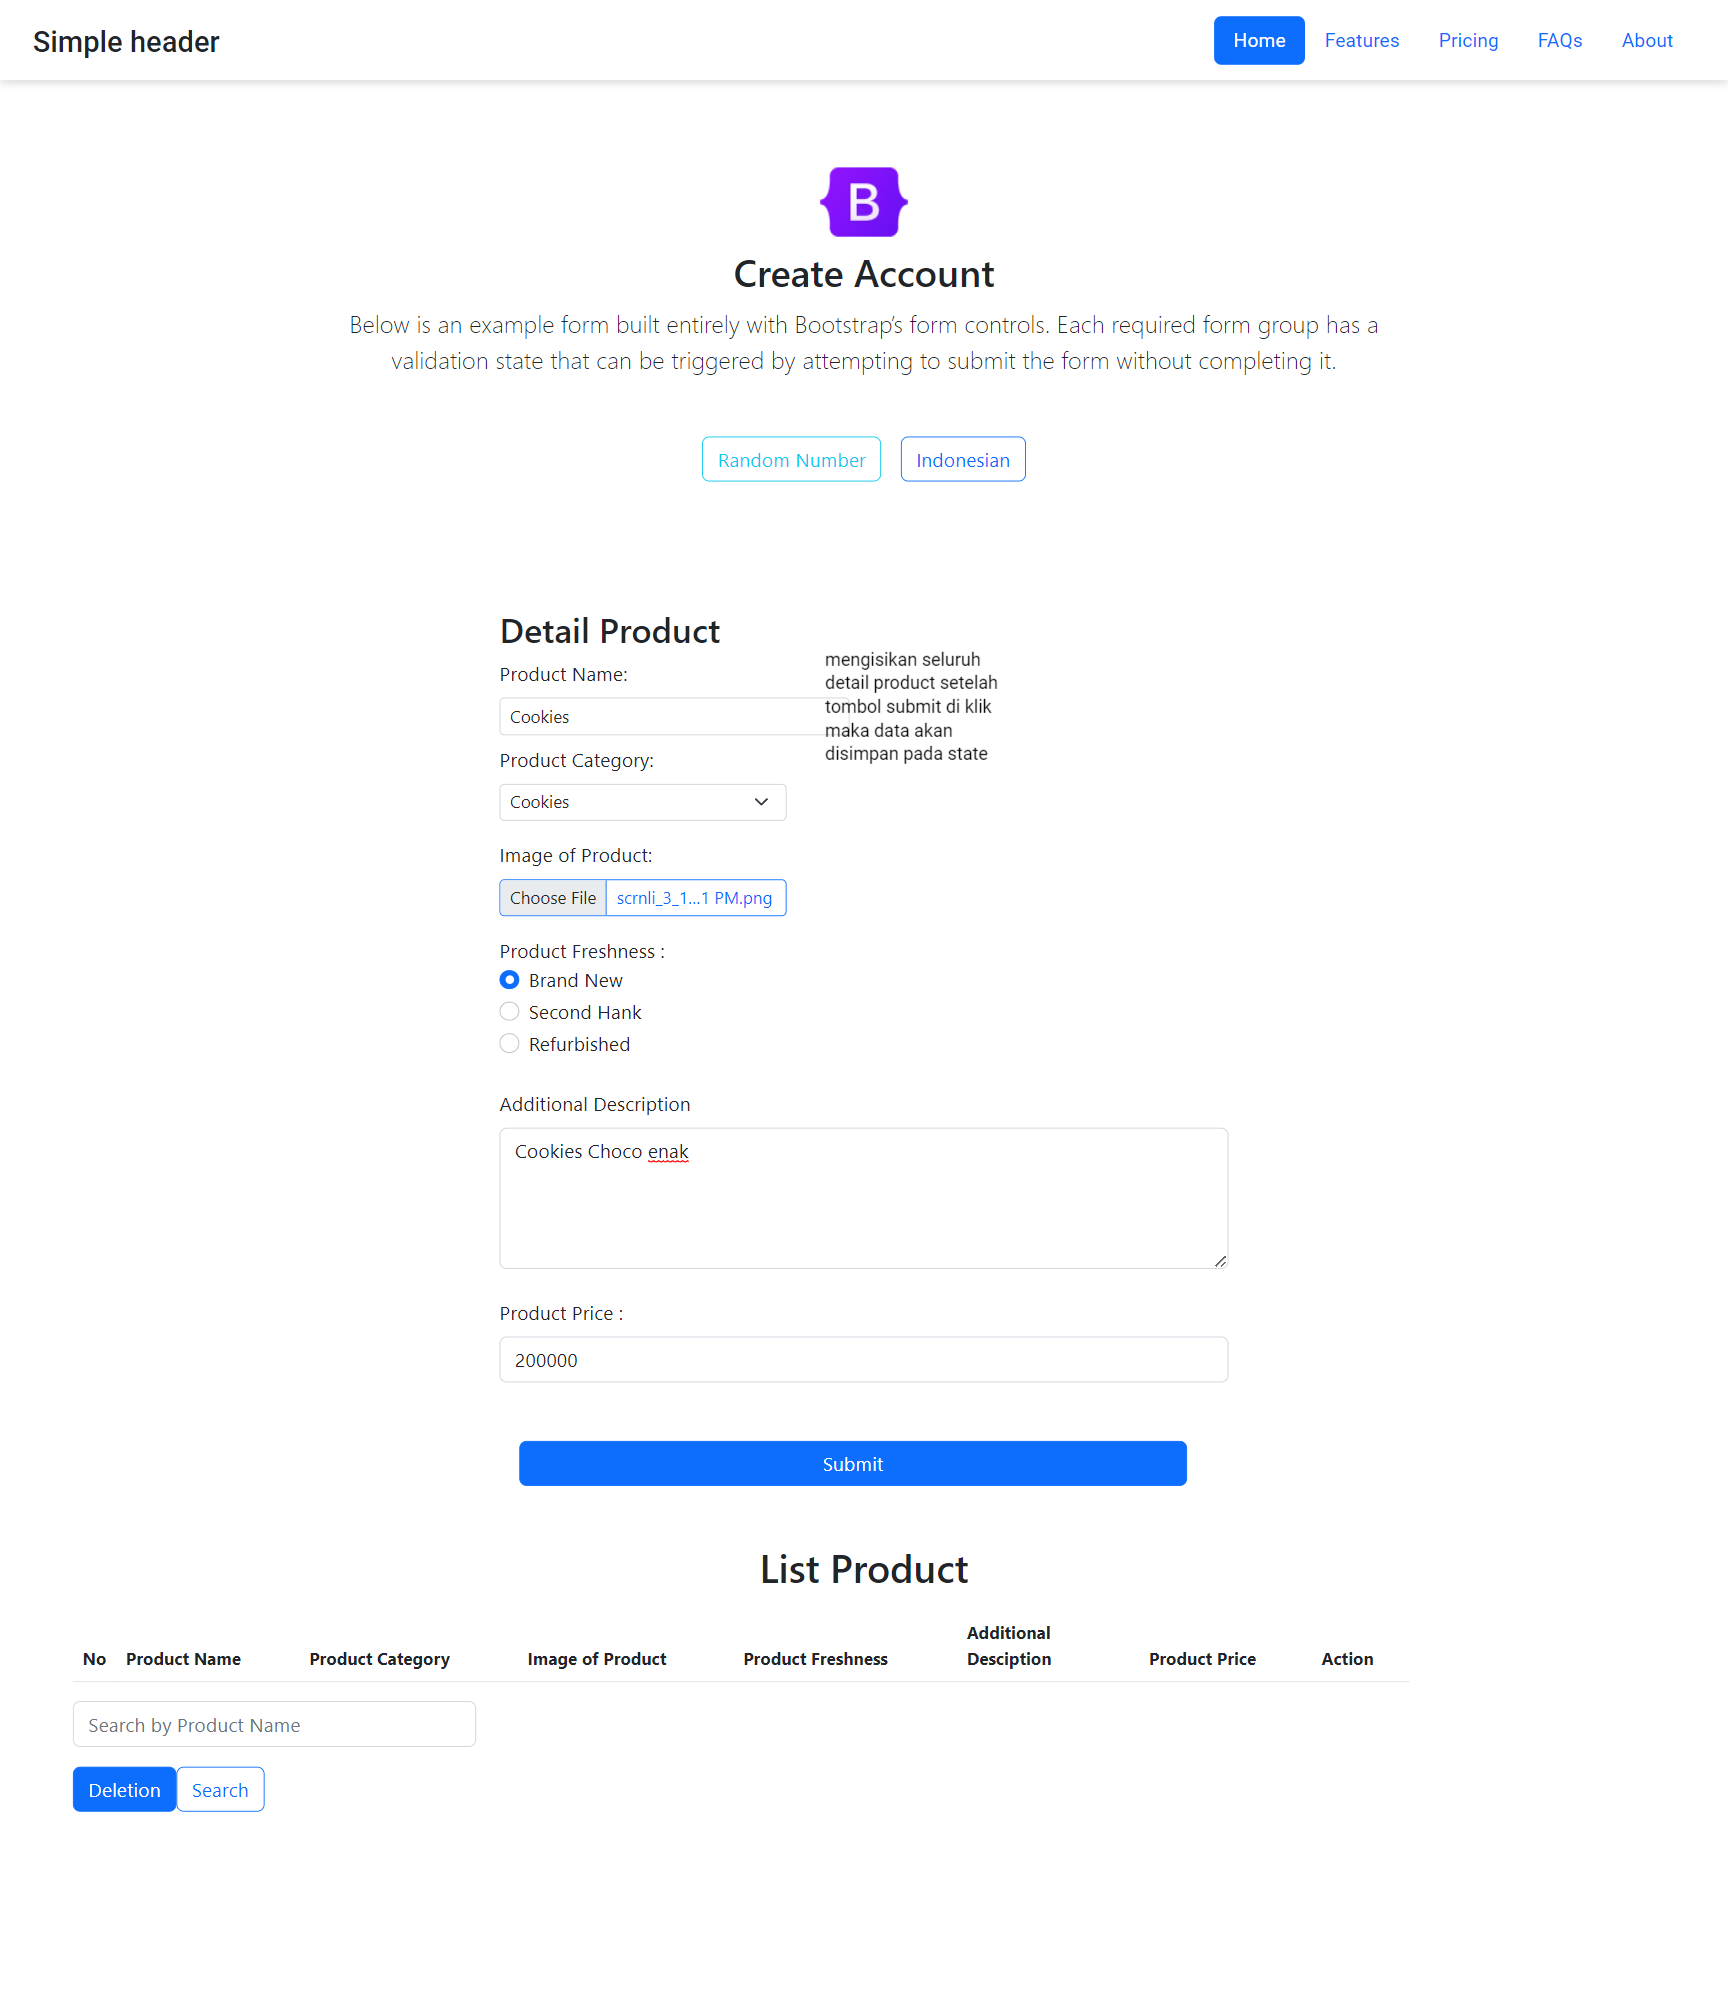 Simple header
Home Features Pricing FAQs About
B
Create Account
Below is an example form built entirely with Bootstrap's form controls. Each required form group has a
validation state that can be triggered by attempting to submit the form without completing it.
Random Number Indonesian
Detail Product
Product Name:
Cookies
mengisikan seluruh
detail product setelah
tombol submit di klik
maka data akan
disimpan pada state
Product Category:
Cookies
Image of Product:
Choose File scrnli_3_1...1 PM.png
Product Freshness :
Brand New
Second Hank
Refurbished
Additional Description
Cookies Choco enak
Product Price :
200000
Submit
List Product
No Product Name Product Category Image of Product Product Freshness Additional Desciption Product Price Action
Search by Product Name
Deletion Search